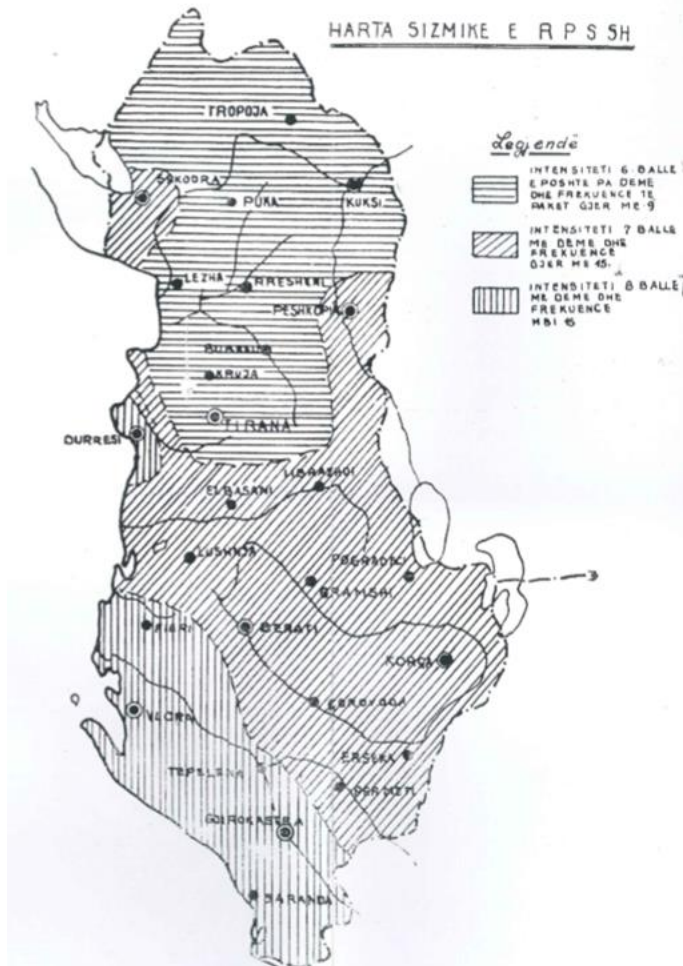 HARTA SIZMIKE E R P S SH
Legjendë
INTENSITETI 6 BALLE
E POSHTE PA DEME
DHE FREKUENCE TE
PAKET GJER ME 9
INTENSITETI 7 BALLE
ME DEME DHE
FREKUENCE
GJER ME 15.
INTENSITETI 8 BALLE
ME DEME DHE
FREKUENCE
MBI 15
TROPOJA
SHKODRA
PUKA
KUKSI
LEZHA
RRESHENI
PESHKOPIA
KRUJA
TIRANA
DURRESI
LIBRAZHDI
ELBASANI
LUSHNJA
POGRADECI
GRAMSHI
FIERI
BERATI
KORÇA
VLORA
ÇOROVODA
ERSEKA
TEPELENA
PERMETI
GJIROKASTRA
SARANDA